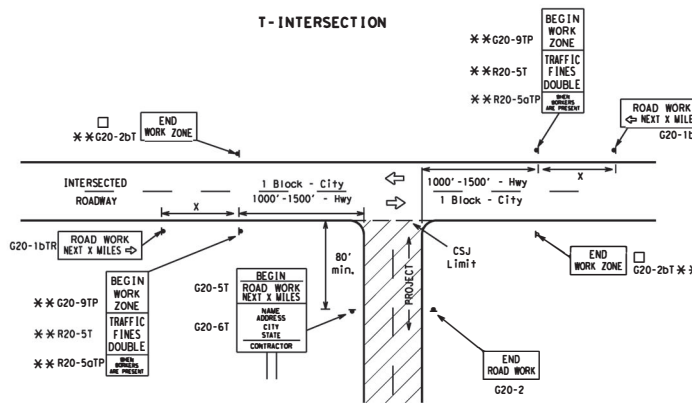 T-INTERSECTION
✶✶G20-9TP
BEGIN
WORK
ZONE
✶✶R20-5T
TRAFFIC
FINES
DOUBLE
✶✶R20-5aTP
WHEN
WORKERS
ARE PRESENT
ROAD WORK
⇦ NEXT X MILES
G20-1b
□
✶✶G20-2bT
END
WORK ZONE
INTERSECTED
ROADWAY
X
1 Block - City
1000'-1500' - Hwy
1000'-1500' - Hwy
1 Block - City
X
G20-1bTR
ROAD WORK
NEXT X MILES ⇨
80'
min.
CSJ
Limit
PROJECT
END
WORK ZONE
□
G20-2bT ✶✶
✶✶G20-9TP
BEGIN
WORK
ZONE
✶✶R20-5T
TRAFFIC
FINES
DOUBLE
✶✶R20-5aTP
WHEN
WORKERS
ARE PRESENT
G20-5T
BEGIN
ROAD WORK
NEXT X MILES
G20-6T
NAME
ADDRESS
CITY
STATE
CONTRACTOR
END
ROAD WORK
G20-2